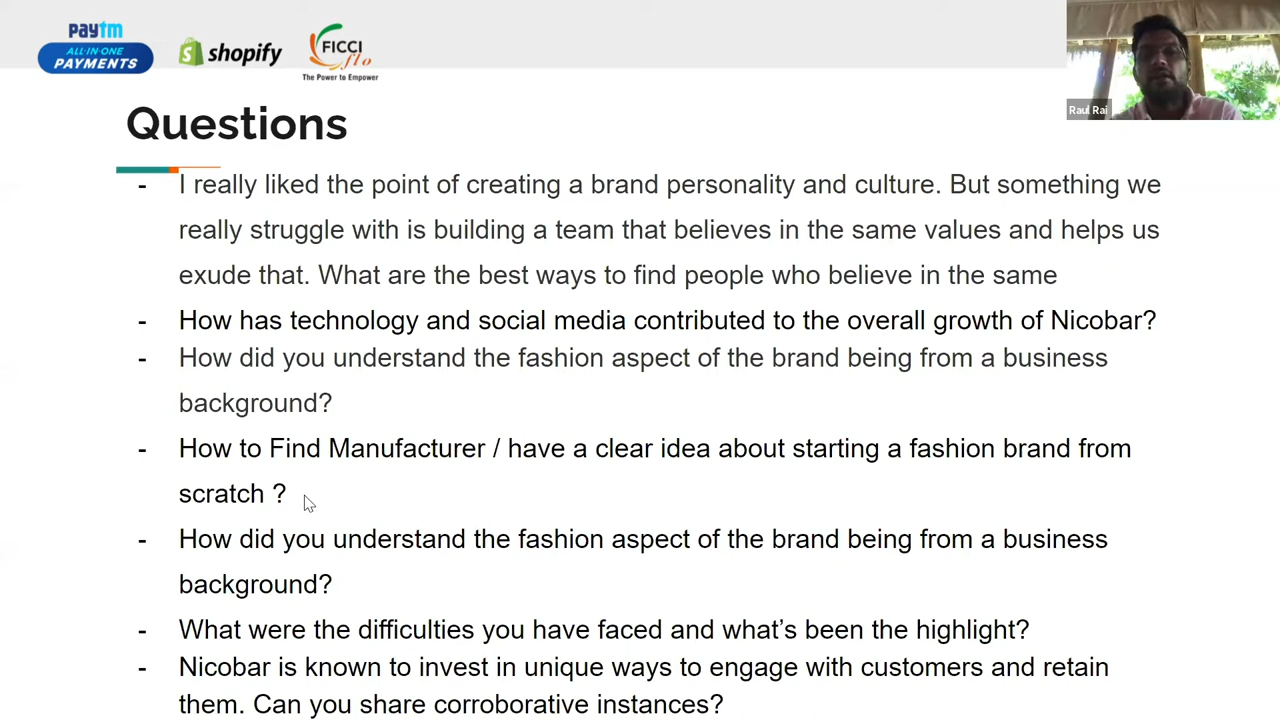 paytm
ALL-IN-ONE
PAYMENTS
shopify
FICCI
flo
The Power to Empower
Raul Rai
Questions
- I really liked the point of creating a brand personality and culture. But something we
really struggle with is building a team that believes in the same values and helps us
exude that. What are the best ways to find people who believe in the same
- How has technology and social media contributed to the overall growth of Nicobar?
- How did you understand the fashion aspect of the brand being from a business
background?
- How to Find Manufacturer / have a clear idea about starting a fashion brand from
scratch ?
- How did you understand the fashion aspect of the brand being from a business
background?
- What were the difficulties you have faced and what’s been the highlight?
- Nicobar is known to invest in unique ways to engage with customers and retain
them. Can you share corroborative instances?